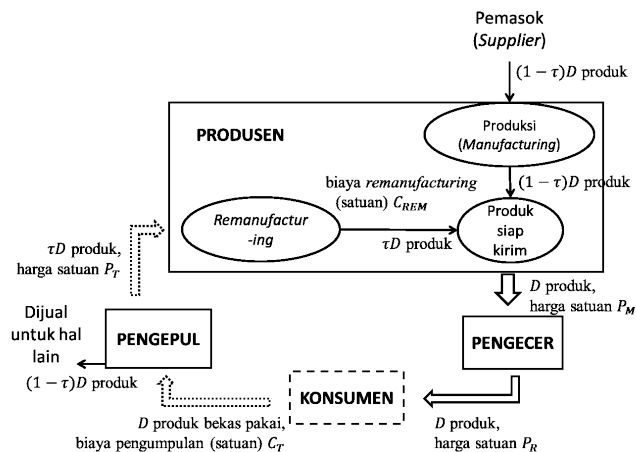 Pemasok
(Supplier)
(1 − τ)D produk
PRODUSEN
Produksi
(Manufacturing)
biaya remanufacturing
(satuan) C_REM
(1 − τ)D produk
Remanufactur
-ing
τD produk
Produk
siap
kirim
τD produk,
harga satuan P_T
D produk,
harga satuan P_M
Dijual
untuk hal
lain
PENGEPUL
PENGECER
(1 − τ)D produk
KONSUMEN
D produk bekas pakai,
biaya pengumpulan (satuan) C_T
D produk,
harga satuan P_R